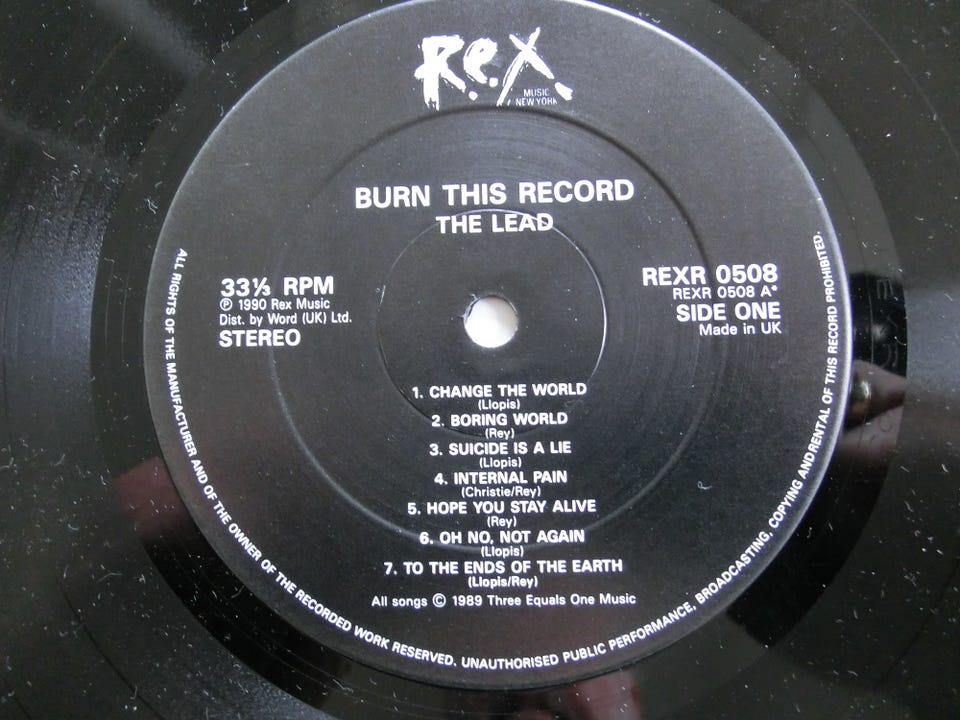 R.e.X.
MUSIC
NEW YORK
BURN THIS RECORD
THE LEAD
33⅓ RPM
℗ 1990 Rex Music
Dist. by Word (UK) Ltd.
STEREO
REXR 0508
REXR 0508 A*
SIDE ONE
Made in UK
1. CHANGE THE WORLD
(Llopis)
2. BORING WORLD
(Rey)
3. SUICIDE IS A LIE
(Llopis)
4. INTERNAL PAIN
(Christie/Rey)
5. HOPE YOU STAY ALIVE
(Rey)
6. OH NO, NOT AGAIN
(Llopis)
7. TO THE ENDS OF THE EARTH
(Llopis/Rey)
All songs © 1989 Three Equals One Music
ALL RIGHTS OF THE MANUFACTURER AND OF THE OWNER OF THE RECORDED WORK RESERVED. UNAUTHORISED PUBLIC PERFORMANCE, BROADCASTING, COPYING AND RENTAL OF THIS RECORD PROHIBITED.